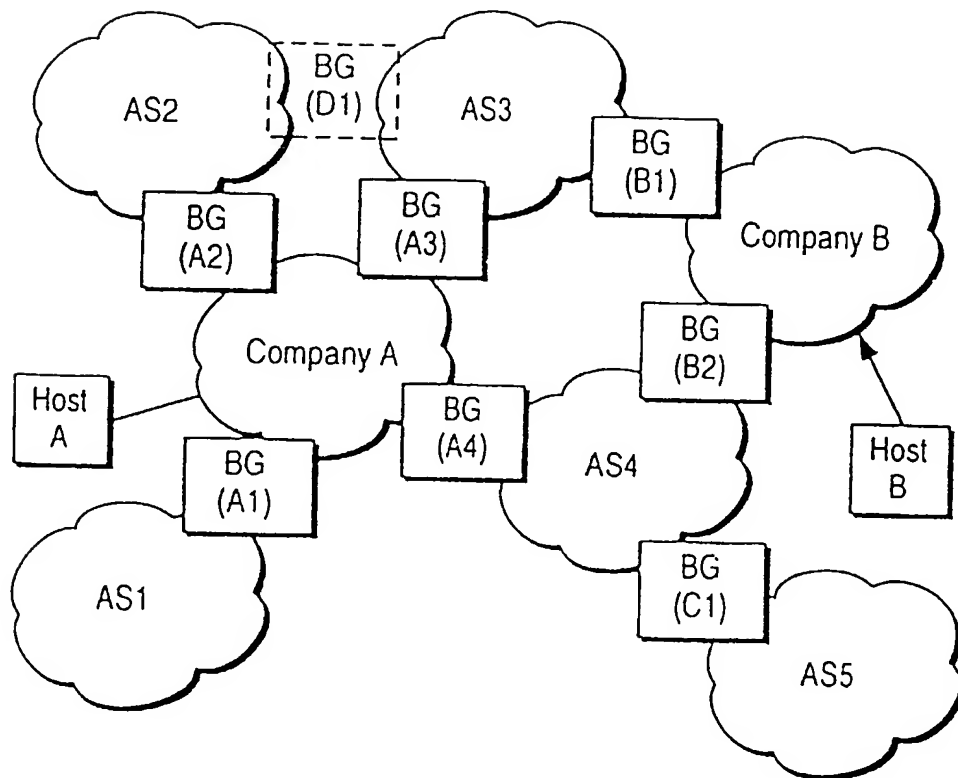 AS2
BG
(D1)
AS3
BG
(B1)
BG
(A2)
BG
(A3)
Company B
Company A
BG
(B2)
Host
A
BG
(A4)
BG
(A1)
AS4
Host
B
AS1
BG
(C1)
AS5